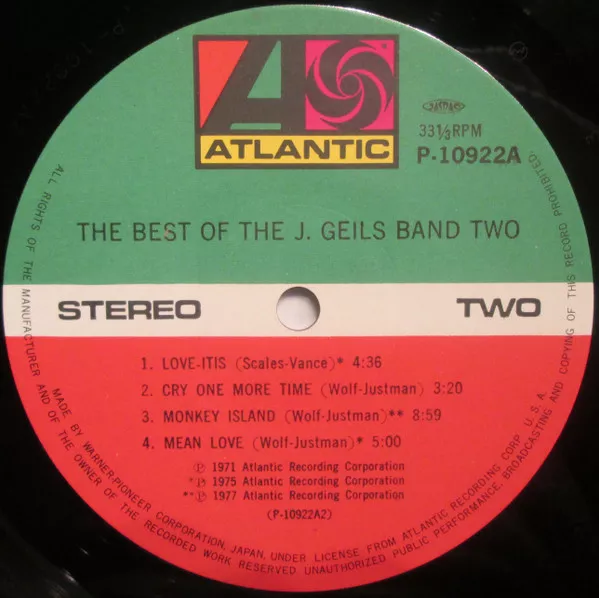 JASRAC
33⅓RPM
P-10922A
ATLANTIC
THE BEST OF THE J. GEILS BAND TWO
STEREO
TWO
1. LOVE-ITIS (Scales-Vance)* 4:36
2. CRY ONE MORE TIME (Wolf-Justman) 3:20
3. MONKEY ISLAND (Wolf-Justman)** 8:59
4. MEAN LOVE (Wolf-Justman)* 5:00
Ⓟ 1971 Atlantic Recording Corporation
*Ⓟ 1975 Atlantic Recording Corporation
**Ⓟ 1977 Atlantic Recording Corporation
(P-10922A2)
MADE BY WARNER-PIONEER CORPORATION, JAPAN, UNDER LICENSE FROM ATLANTIC RECORDING CORP. U.S.A.
ALL RIGHTS OF THE MANUFACTURER AND OF THE OWNER OF THE RECORDED WORK RESERVED. UNAUTHORIZED PUBLIC PERFORMANCE, BROADCASTING AND COPYING OF THIS RECORD PROHIBITED.